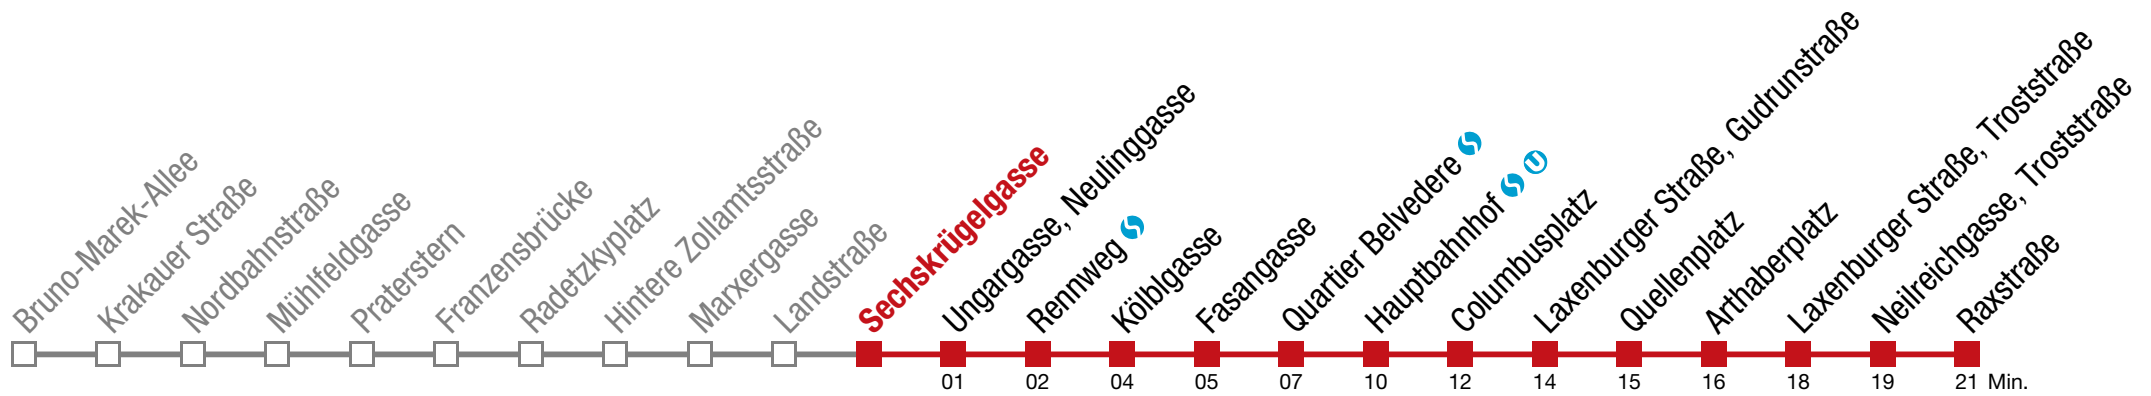 Bruno-Marek-Allee
Krakauer Straße
Nordbahnstraße
Mühlfeldgasse
Praterstern
Franzensbrücke
Radetzkyplatz
Hintere Zollamtsstraße
Marxergasse
Landstraße
Sechskrügelgasse
Ungargasse, Neulinggasse
Rennweg S
Kölblgasse
Fasangasse
Quartier Belvedere S
Hauptbahnhof S U
Columbusplatz
Laxenburger Straße, Gudrunstraße
Quellenplatz
Arthaberplatz
Laxenburger Straße, Troststraße
Neilreichgasse, Troststraße
Raxstraße
01 02 04 05 07 10 12 14 15 16 18 19 21 Min.